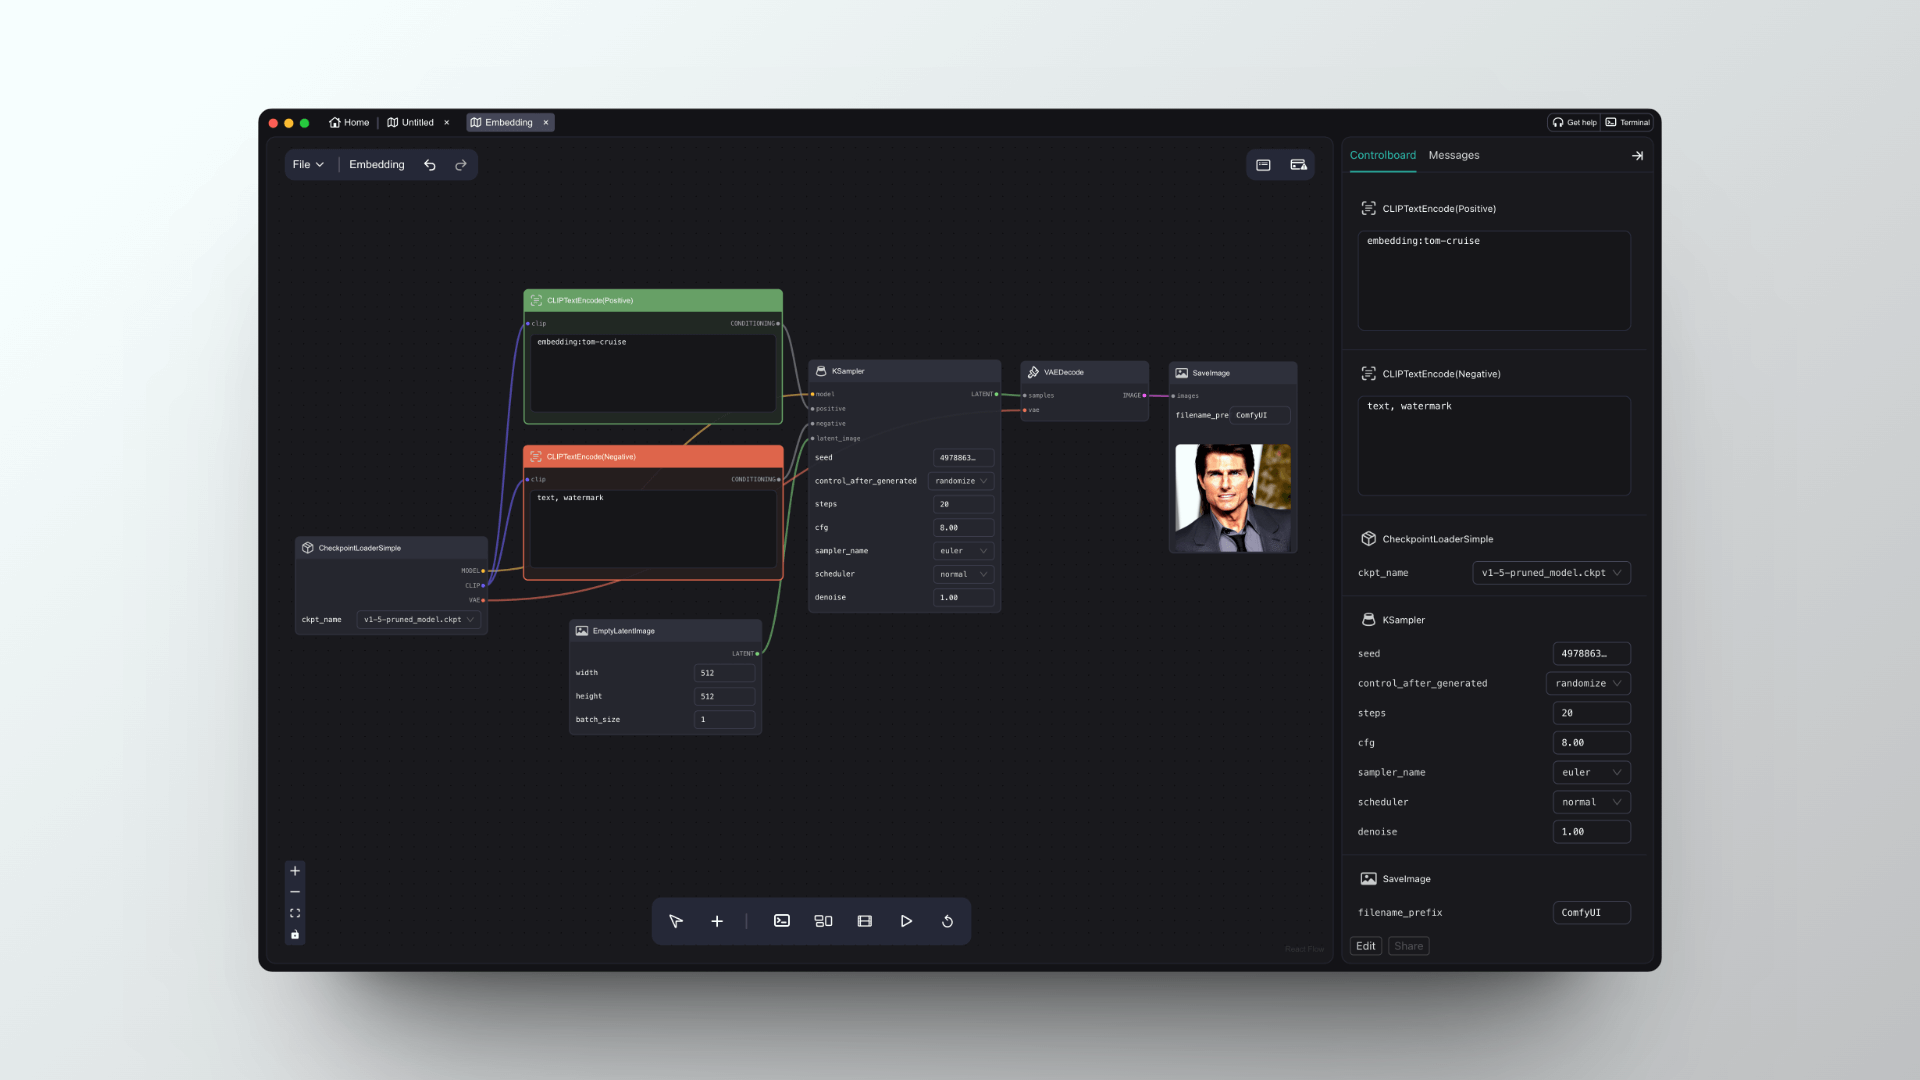 Home
Untitled ×
Embedding ×
Get help
Terminal
File
Embedding
CLIPTextEncode(Positive)
clip CONDITIONING
embedding:tom-cruise
CLIPTextEncode(Negative)
clip CONDITIONING
text, watermark
CheckpointLoaderSimple
MODEL
CLIP
VAE
ckpt_name v1-5-pruned_model.ckpt
EmptyLatentImage
LATENT
width 512
height 512
batch_size 1
KSampler
model LATENT
positive
negative
latent_image
seed 4978863…
control_after_generated randomize
steps 20
cfg 8.00
sampler_name euler
scheduler normal
denoise 1.00
VAEDecode
samples IMAGE
vae
SaveImage
images
filename_pre ComfyUI
React Flow
Controlboard Messages
CLIPTextEncode(Positive)
embedding:tom-cruise
CLIPTextEncode(Negative)
text, watermark
CheckpointLoaderSimple
ckpt_name v1-5-pruned_model.ckpt
KSampler
seed 4978863…
control_after_generated randomize
steps 20
cfg 8.00
sampler_name euler
scheduler normal
denoise 1.00
SaveImage
filename_prefix ComfyUI
Edit Share